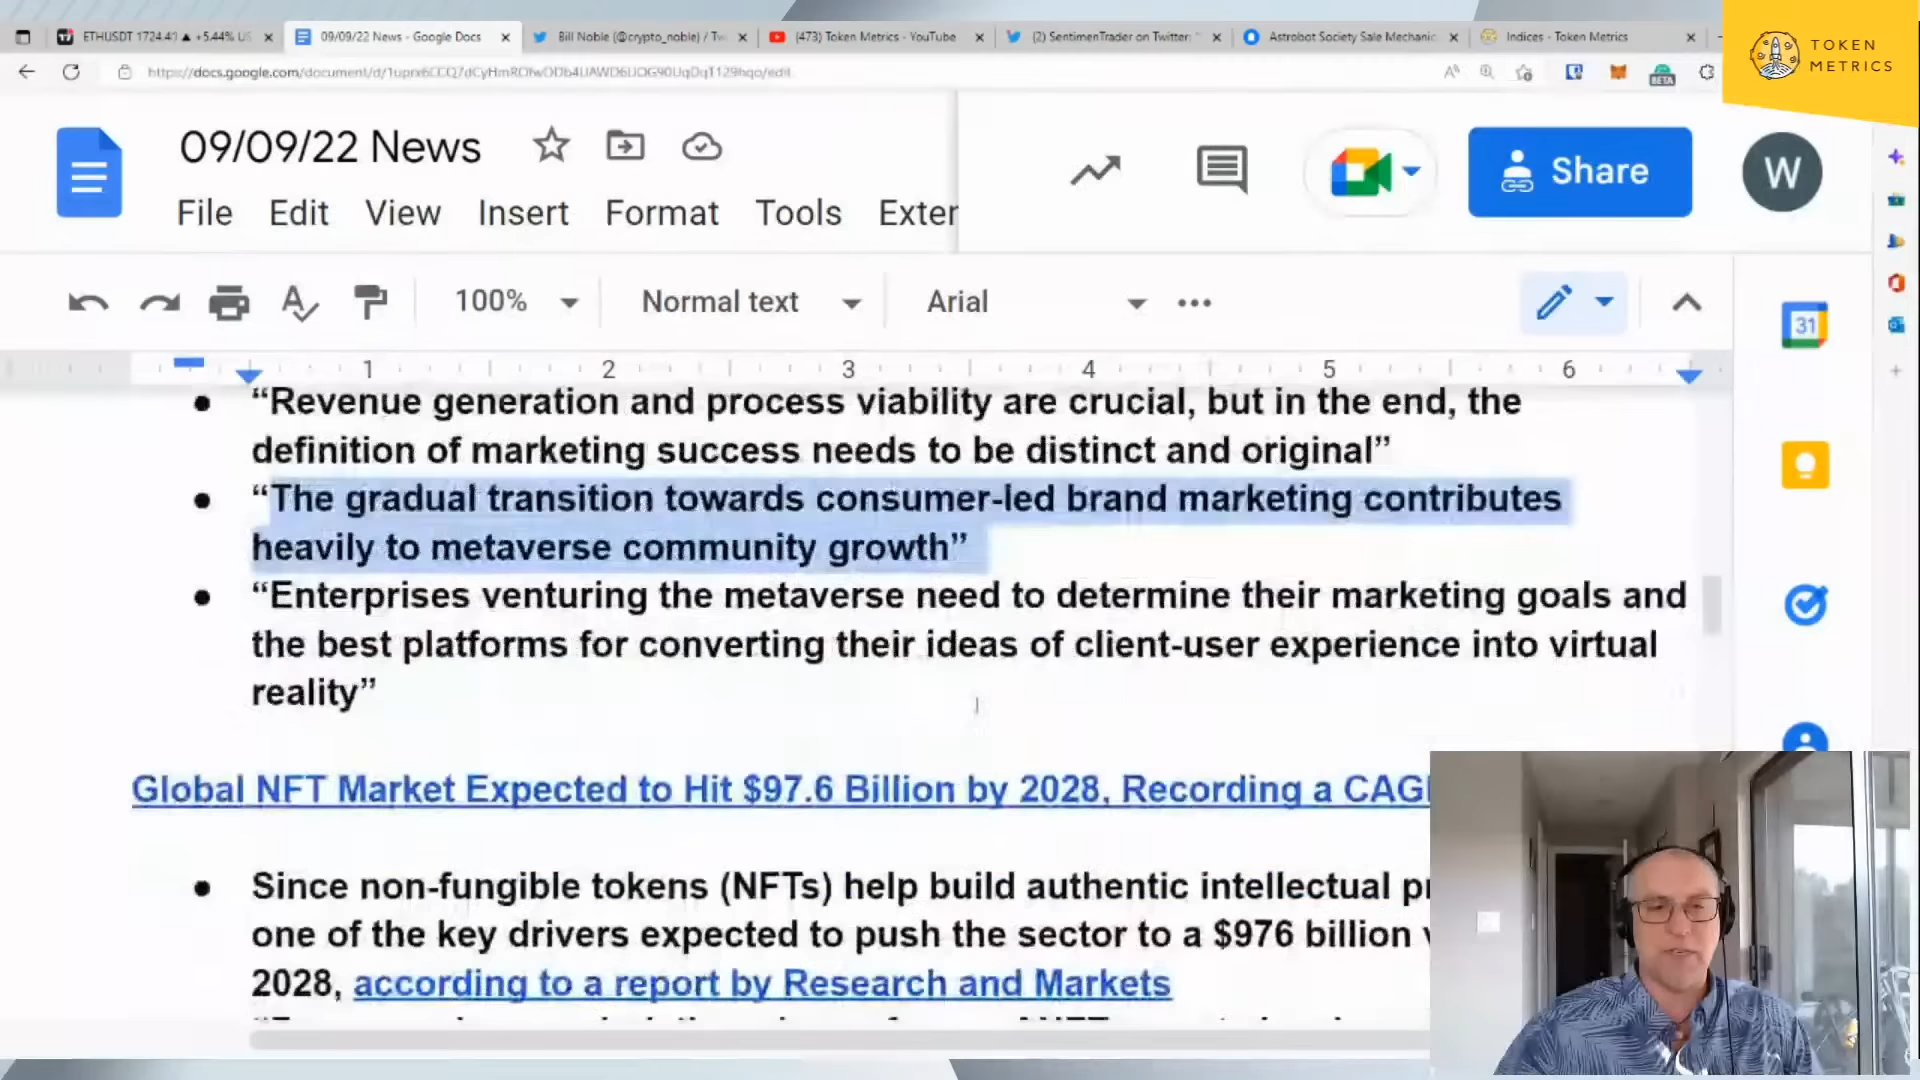 ETHUSDT 1724.43 ▲ +5.44% US
09/09/22 News - Google Docs
Bill Noble (@crypto_noble) / Tw
(473) Token Metrics - YouTube
(2) SentimenTrader on Twitter: "
Astrobot Society Sale Mechanic
Indices - Token Metrics
TOKEN
METRICS
BETA
09/09/22 News
Share
W
File Edit View Insert Format Tools Exter
100%
Normal text
Arial
31
1 2 3 4 5 6
● “Revenue generation and process viability are crucial, but in the end, the
definition of marketing success needs to be distinct and original”
● “The gradual transition towards consumer-led brand marketing contributes
heavily to metaverse community growth”
● “Enterprises venturing the metaverse need to determine their marketing goals and
the best platforms for converting their ideas of client-user experience into virtual
reality”
Global NFT Market Expected to Hit $97.6 Billion by 2028, Recording a CAG
● Since non-fungible tokens (NFTs) help build authentic intellectual p
one of the key drivers expected to push the sector to a $976 billion
2028, according to a report by Research and Markets